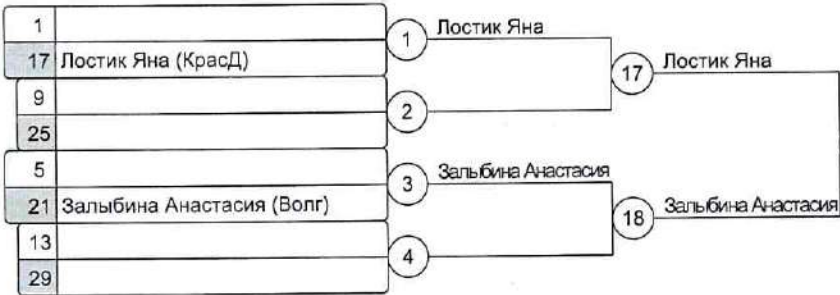 1
17 Лостик Яна (КрасД)
1 Лостик Яна
9
25
2
17 Лостик Яна
5
21 Залыбина Анастасия (Волг)
3 Залыбина Анастасия
13
29
4
18 Залыбина Анастасия